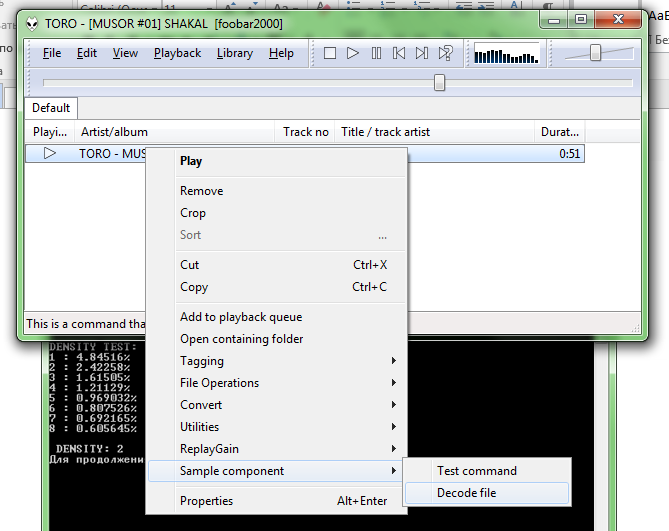 Calibri (Осн 11
TORO - [MUSOR #01] SHAKAL [foobar2000]
File Edit View Playback Library Help
Default
Playi... Artist/album Track no Title / track artist Durat...
TORO - MUS 0:51
Play
Remove
Crop
Sort ...
Cut Ctrl+X
Copy Ctrl+C
Add to playback queue
Open containing folder
Tagging
File Operations
Convert
Utilities
ReplayGain
Sample component
Properties Alt+Enter
Test command
Decode file
This is a command tha
DENSITY TEST:
1 : 4.84516%
2 : 2.42258%
3 : 1.61505%
4 : 1.21129%
5 : 0.969032%
6 : 0.807526%
7 : 0.692165%
8 : 0.605645%
DENSITY: 2
Для продолжени